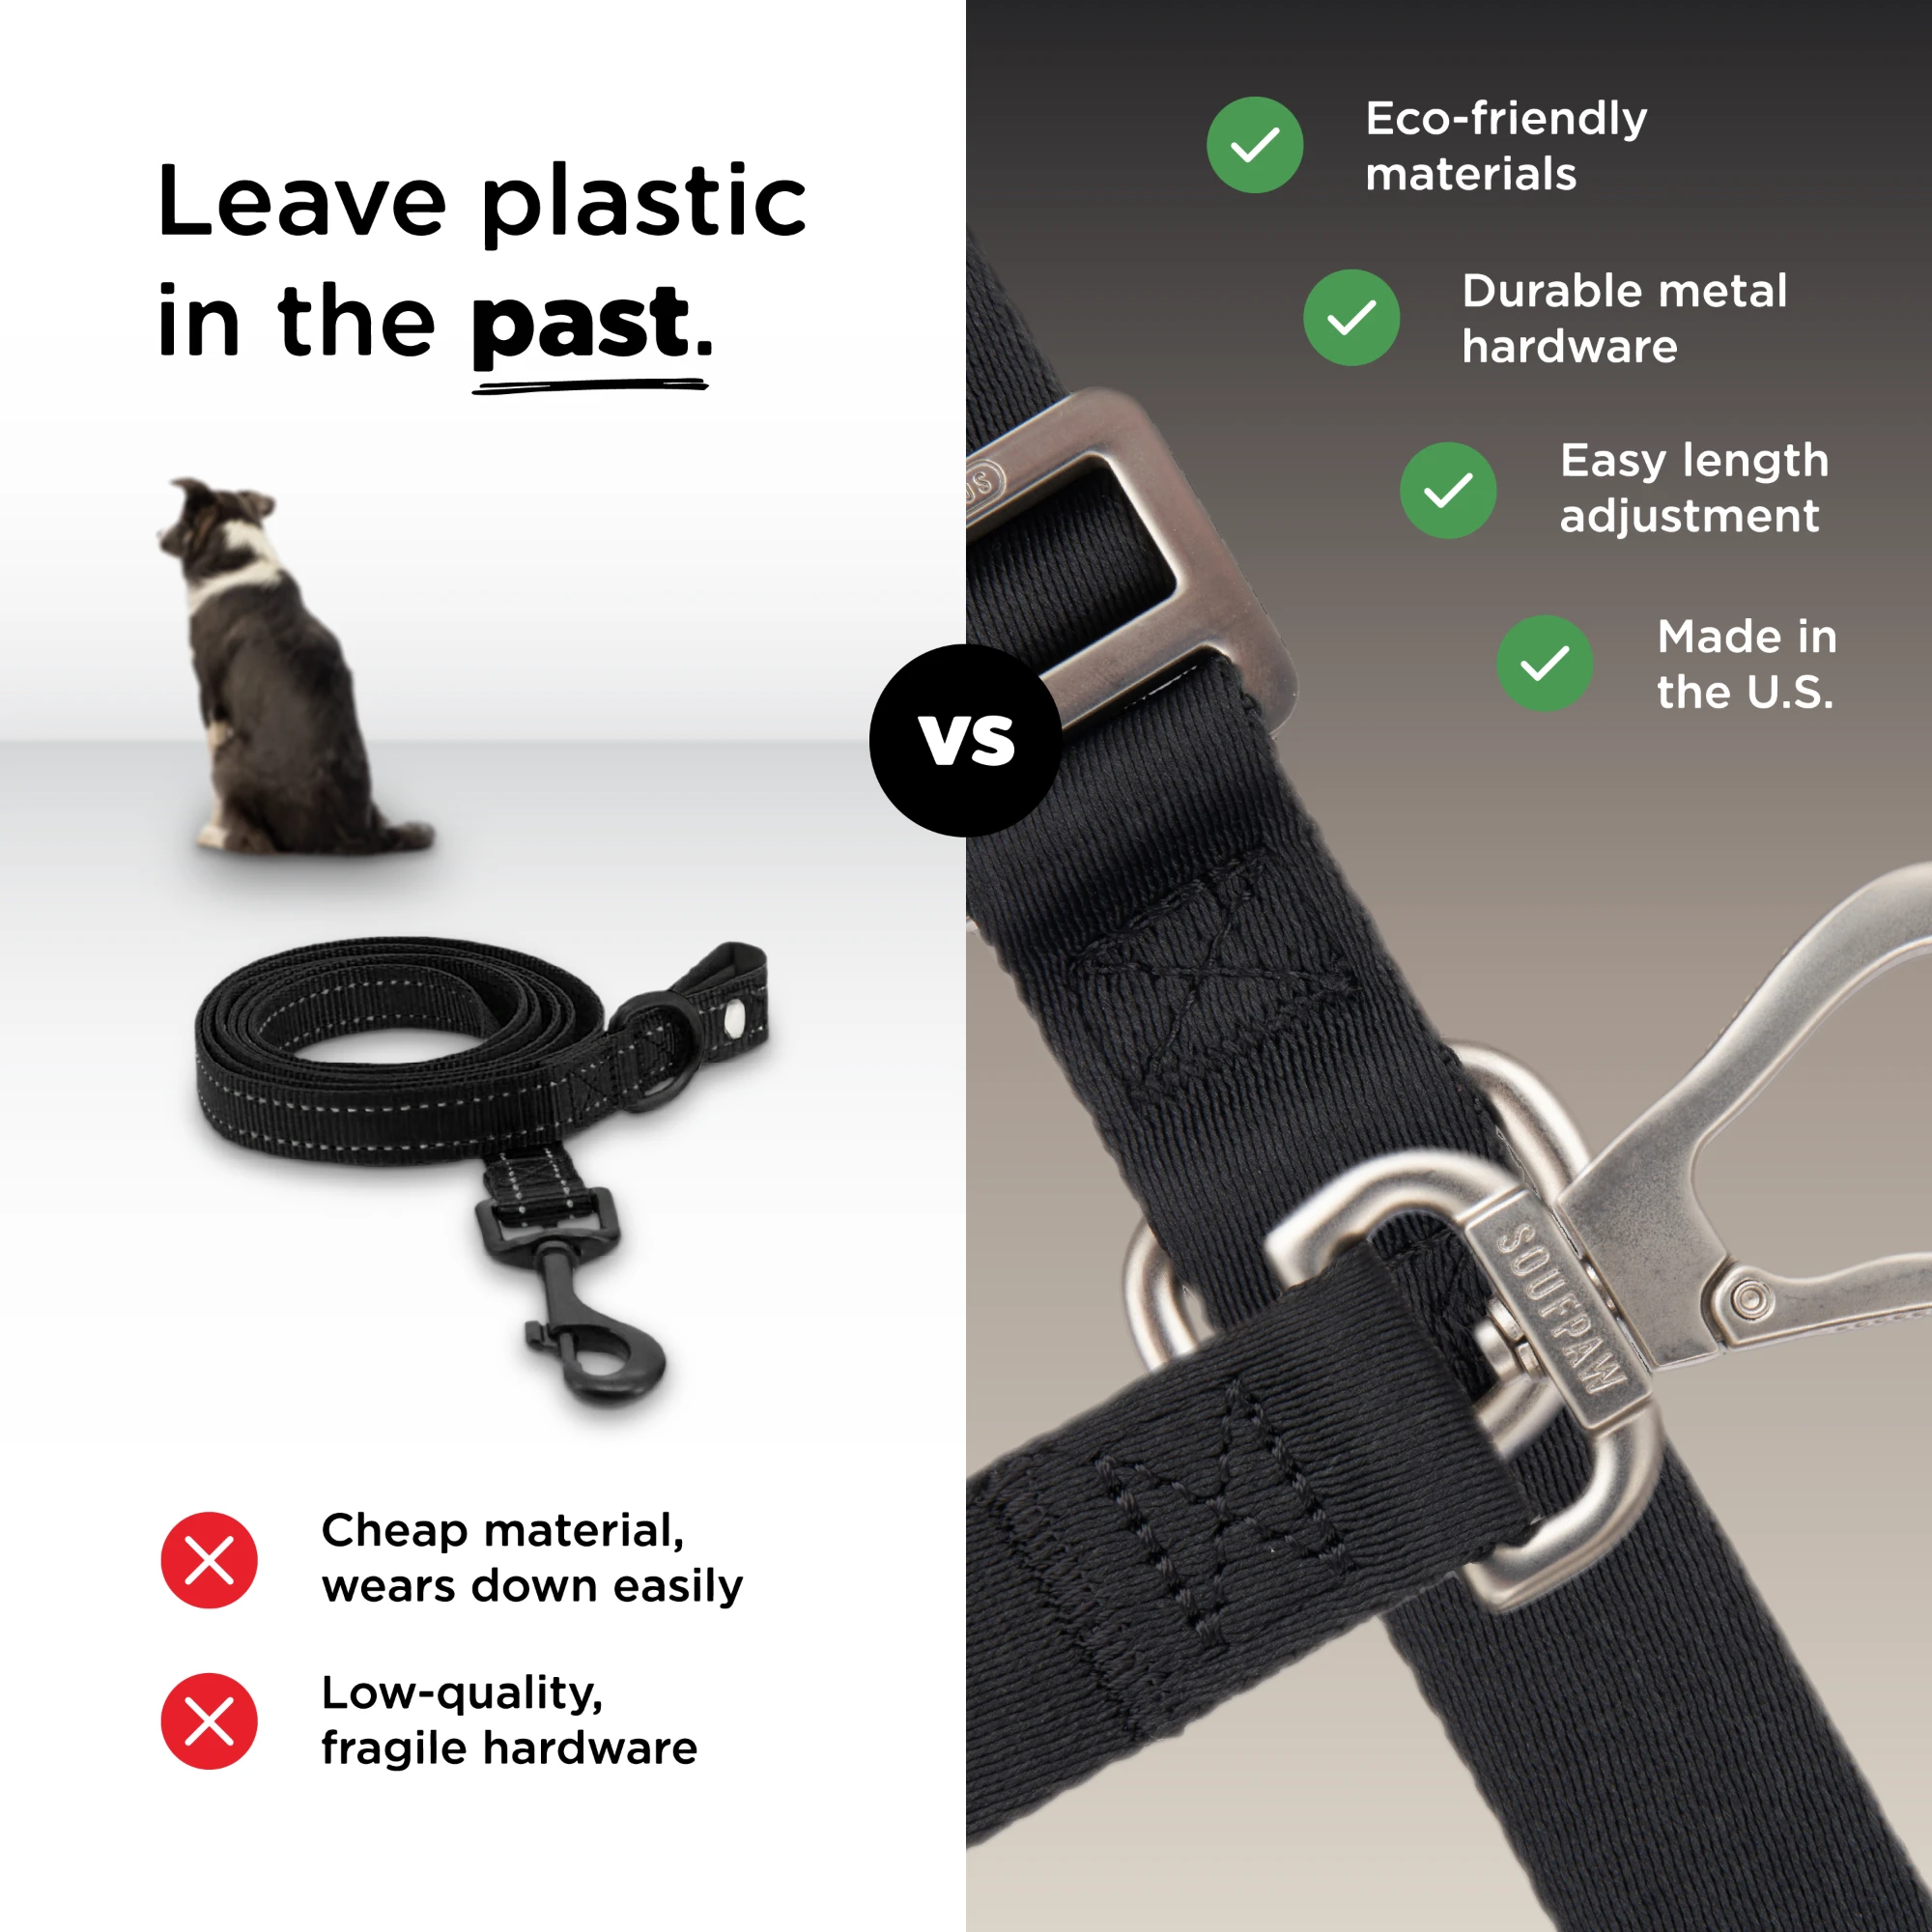 Leave plastic
in the past.
Cheap material,
wears down easily
Low-quality,
fragile hardware
VS
Eco-friendly
materials
Durable metal
hardware
Easy length
adjustment
Made in
the U.S.
SOUFPAW